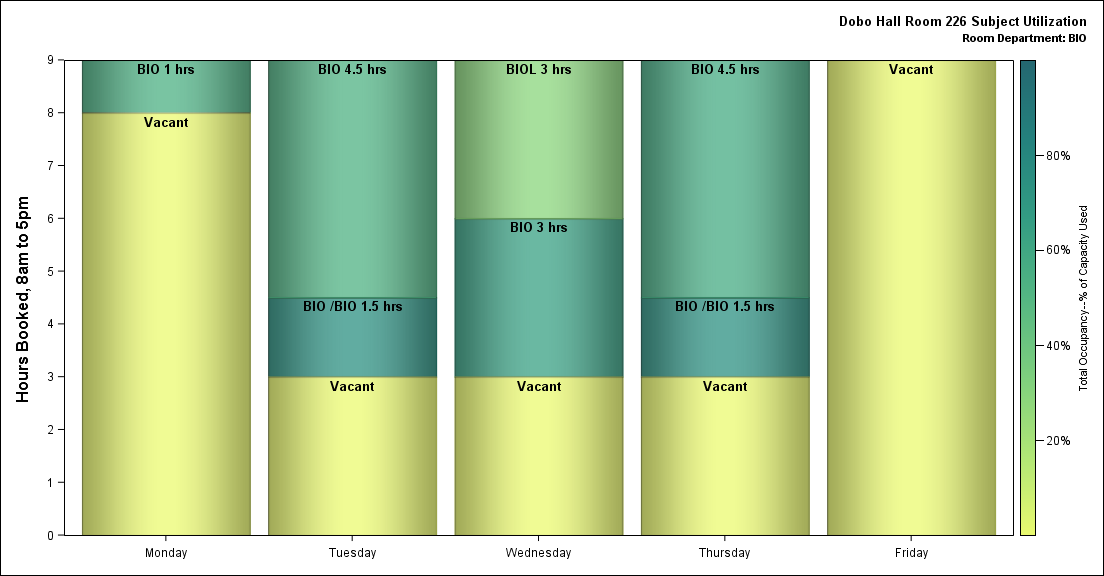 Dobo Hall Room 226 Subject Utilization
Room Department: BIO
Hours Booked, 8am to 5pm
9
8
7
6
5
4
3
2
1
0
BIO 1 hrs
Vacant
BIO 4.5 hrs
BIO /BIO 1.5 hrs
Vacant
BIOL 3 hrs
BIO 3 hrs
Vacant
BIO 4.5 hrs
BIO /BIO 1.5 hrs
Vacant
Vacant
Monday
Tuesday
Wednesday
Thursday
Friday
80%
60%
40%
20%
Total Occupancy--% of Capacity Used